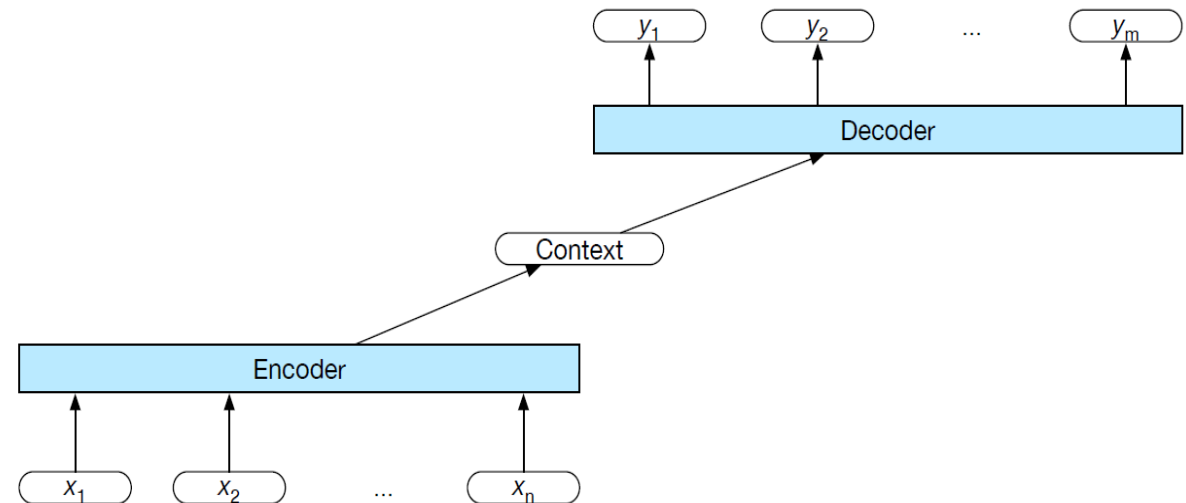 y₁ y₂ ... yₘ
Decoder
Context
Encoder
x₁ x₂ ... xₙ